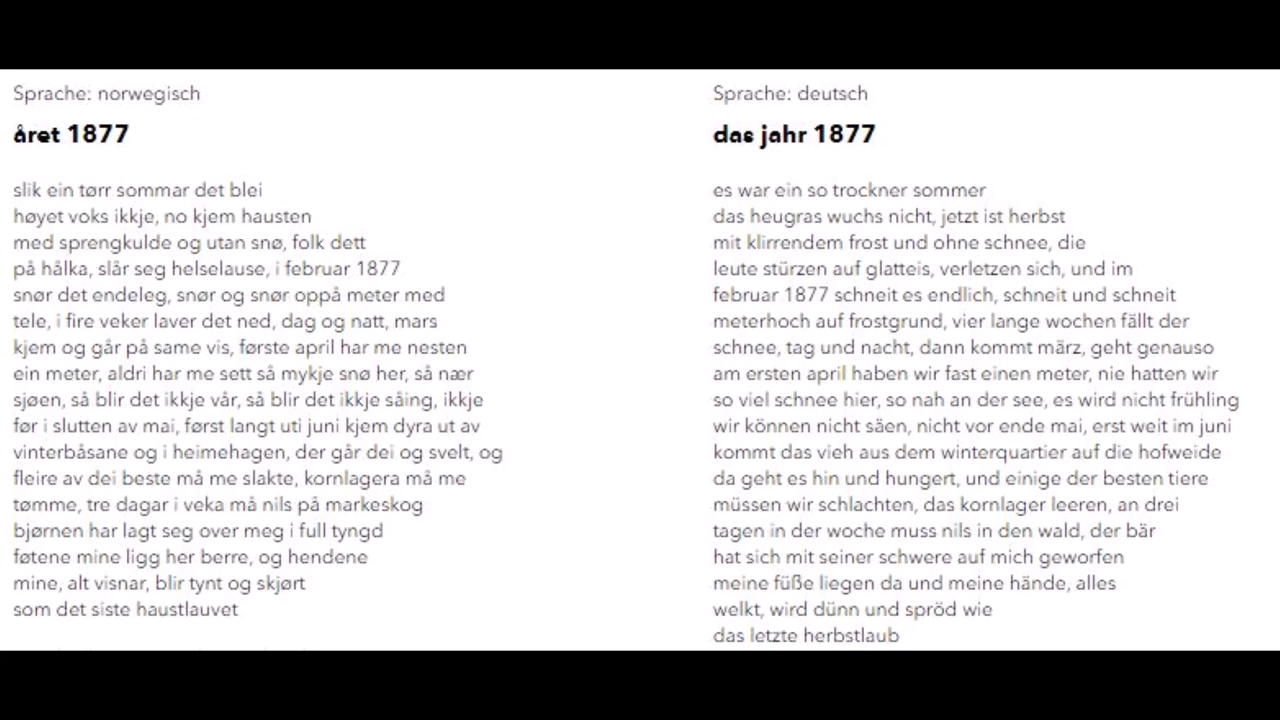 Sprache: norwegisch
året 1877
slik ein tørr sommar det blei
høyet voks ikkje, no kjem hausten
med sprengkulde og utan snø, folk dett
på hålka, slår seg helselause, i februar 1877
snør det endeleg, snør og snør oppå meter med
tele, i fire veker laver det ned, dag og natt, mars
kjem og går på same vis, første april har me nesten
ein meter, aldri har me sett så mykje snø her, så nær
sjøen, så blir det ikkje vår, så blir det ikkje såing, ikkje
før i slutten av mai, først langt uti juni kjem dyra ut av
vinterbåsane og i heimehagen, der går dei og svelt, og
fleire av dei beste må me slakte, kornlagera må me
tømme, tre dagar i veka må nils på markeskog
bjørnen har lagt seg over meg i full tyngd
føtene mine ligg her berre, og hendene
mine, alt visnar, blir tynt og skjørt
som det siste haustlauvet
Sprache: deutsch
das jahr 1877
es war ein so trockner sommer
das heugras wuchs nicht, jetzt ist herbst
mit klirrendem frost und ohne schnee, die
leute stürzen auf glatteis, verletzen sich, und im
februar 1877 schneit es endlich, schneit und schneit
meterhoch auf frostgrund, vier lange wochen fällt der
schnee, tag und nacht, dann kommt märz, geht genauso
am ersten april haben wir fast einen meter, nie hatten wir
so viel schnee hier, so nah an der see, es wird nicht frühling
wir können nicht säen, nicht vor ende mai, erst weit im juni
kommt das vieh aus dem winterquartier auf die hofweide
da geht es hin und hungert, und einige der besten tiere
müssen wir schlachten, das kornlager leeren, an drei
tagen in der woche muss nils in den wald, der bär
hat sich mit seiner schwere auf mich geworfen
meine füße liegen da und meine hände, alles
welkt, wird dünn und spröd wie
das letzte herbstlaub